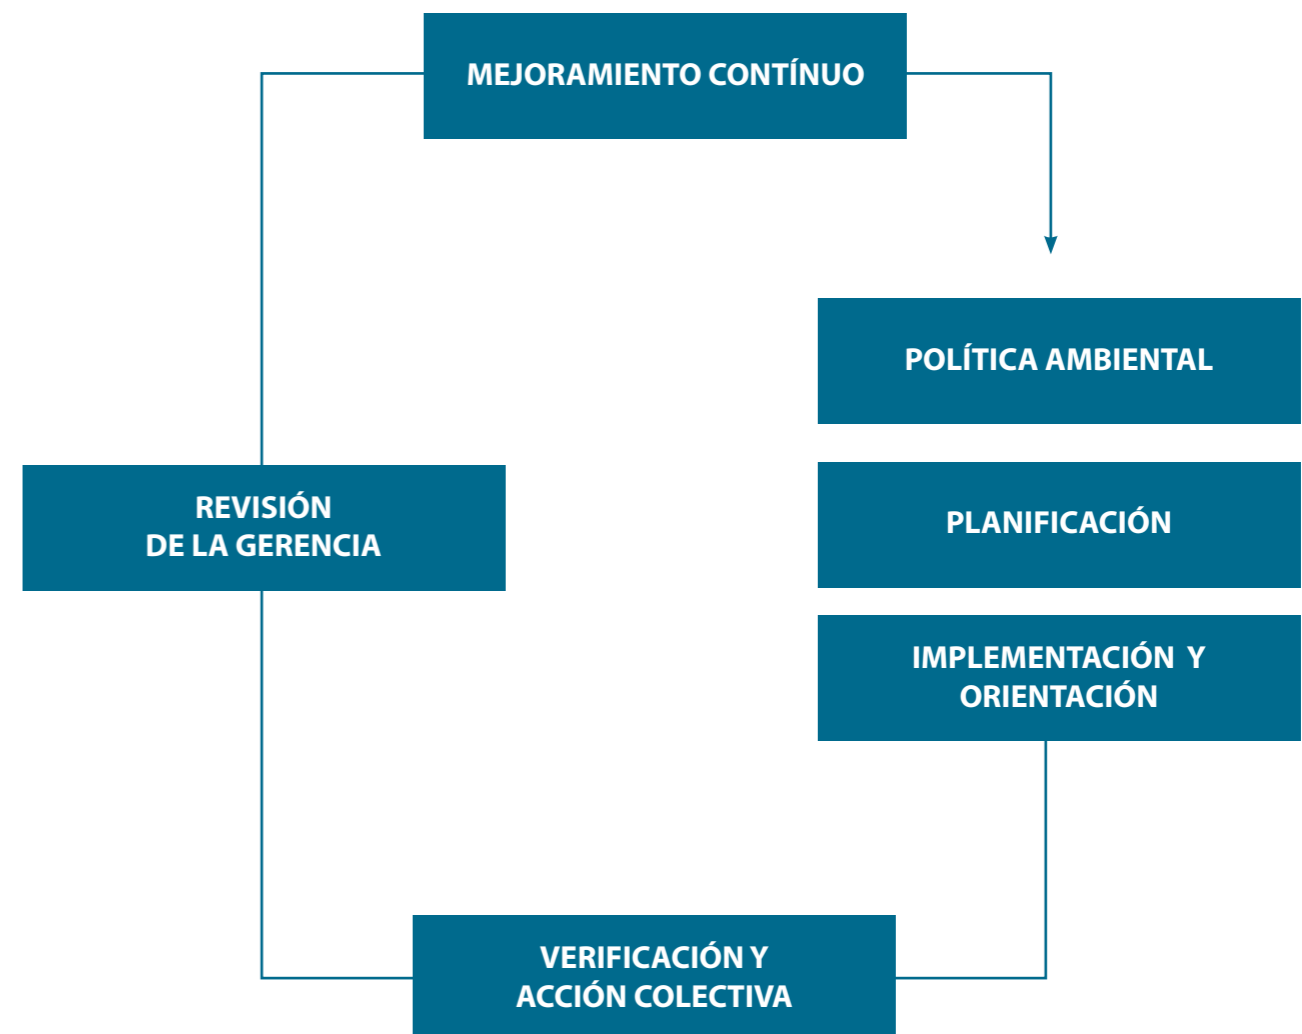 MEJORAMIENTO CONTÍNUO
POLÍTICA AMBIENTAL
PLANIFICACIÓN
IMPLEMENTACIÓN Y
ORIENTACIÓN
VERIFICACIÓN Y
ACCIÓN COLECTIVA
REVISIÓN
DE LA GERENCIA